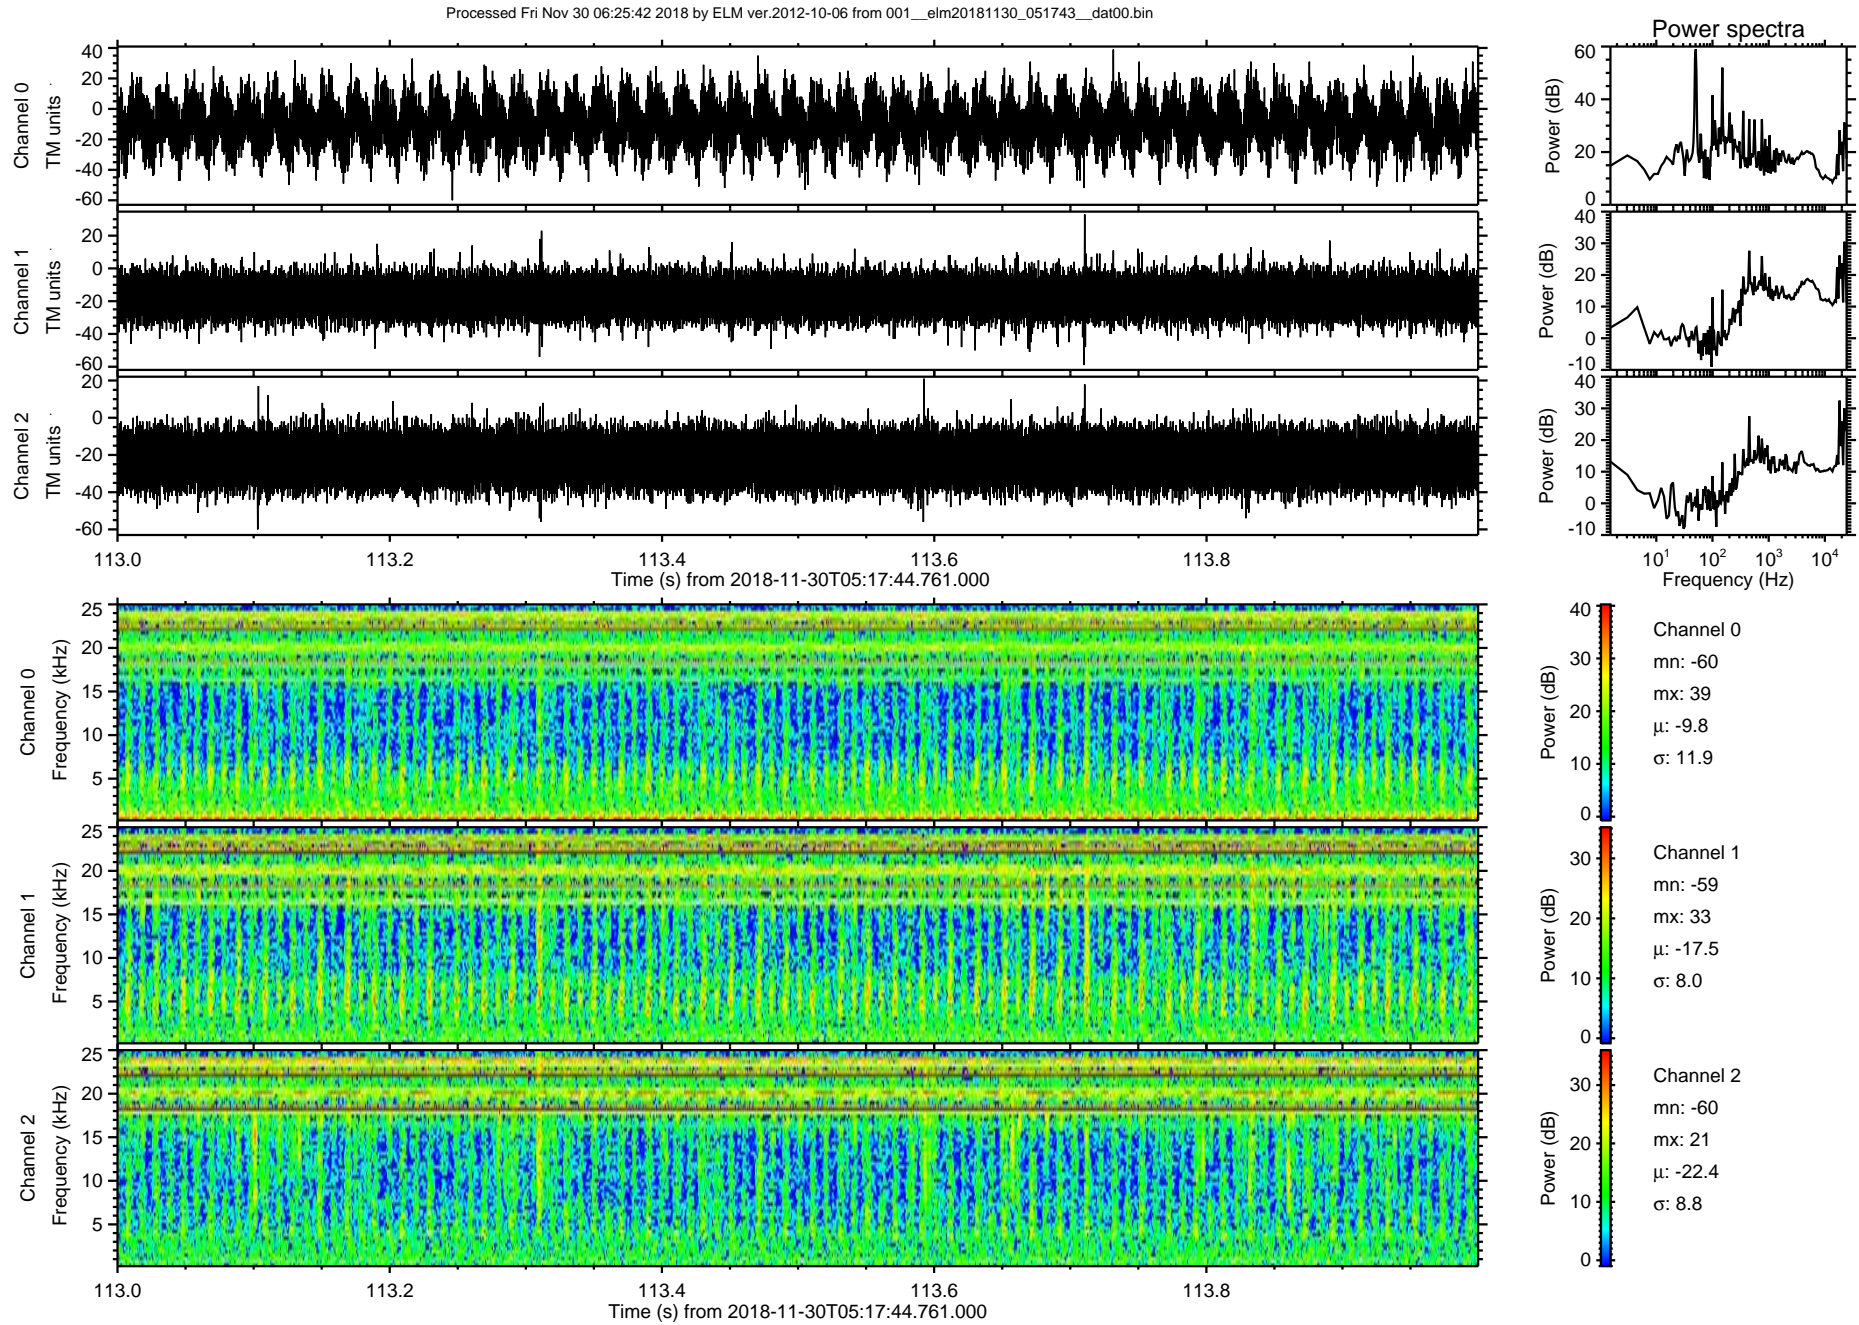 Processed Fri Nov 30 06:25:42 2018 by ELM ver.2012-10-06 from 001__elm20181130_051743__dat00.bin
Power spectra
Channel 0
TM units
40
20
0
-20
-40
-60
Power (dB)
60
40
20
0
Channel 1
TM units
20
0
-20
-40
-60
Power (dB)
40
30
20
10
0
-10
Channel 2
TM units
20
0
-20
-40
-60
Power (dB)
40
30
20
10
0
-10
113.0 113.2 113.4 113.6 113.8
Time (s) from 2018-11-30T05:17:44.761.000
10¹ 10² 10³ 10⁴
Frequency (Hz)
Channel 0
Frequency (kHz)
25
20
15
10
5
Power (dB)
40
30
20
10
0
Channel 0
mn: -60
mx: 39
μ: -9.8
σ: 11.9
Channel 1
Frequency (kHz)
25
20
15
10
5
Power (dB)
30
20
10
0
Channel 1
mn: -59
mx: 33
μ: -17.5
σ: 8.0
Channel 2
Frequency (kHz)
25
20
15
10
5
Power (dB)
30
20
10
0
Channel 2
mn: -60
mx: 21
μ: -22.4
σ: 8.8
113.0 113.2 113.4 113.6 113.8
Time (s) from 2018-11-30T05:17:44.761.000